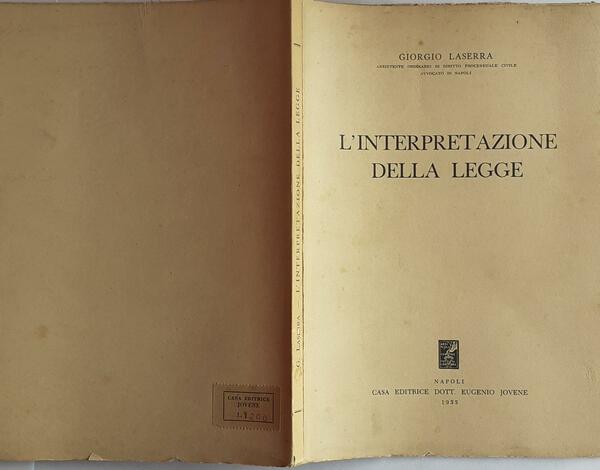 GIORGIO LASERRA
ASSISTENTE ORDINARIO DI DIRITTO PROCESSUALE CIVILE
AVVOCATO IN NAPOLI
L'INTERPRETAZIONE
DELLA LEGGE
NAPOLI
CASA EDITRICE DOTT. EUGENIO JOVENE
1955
G. LASERRA - L'INTERPRETAZIONE DELLA LEGGE
CASA EDITRICE
JOVENE